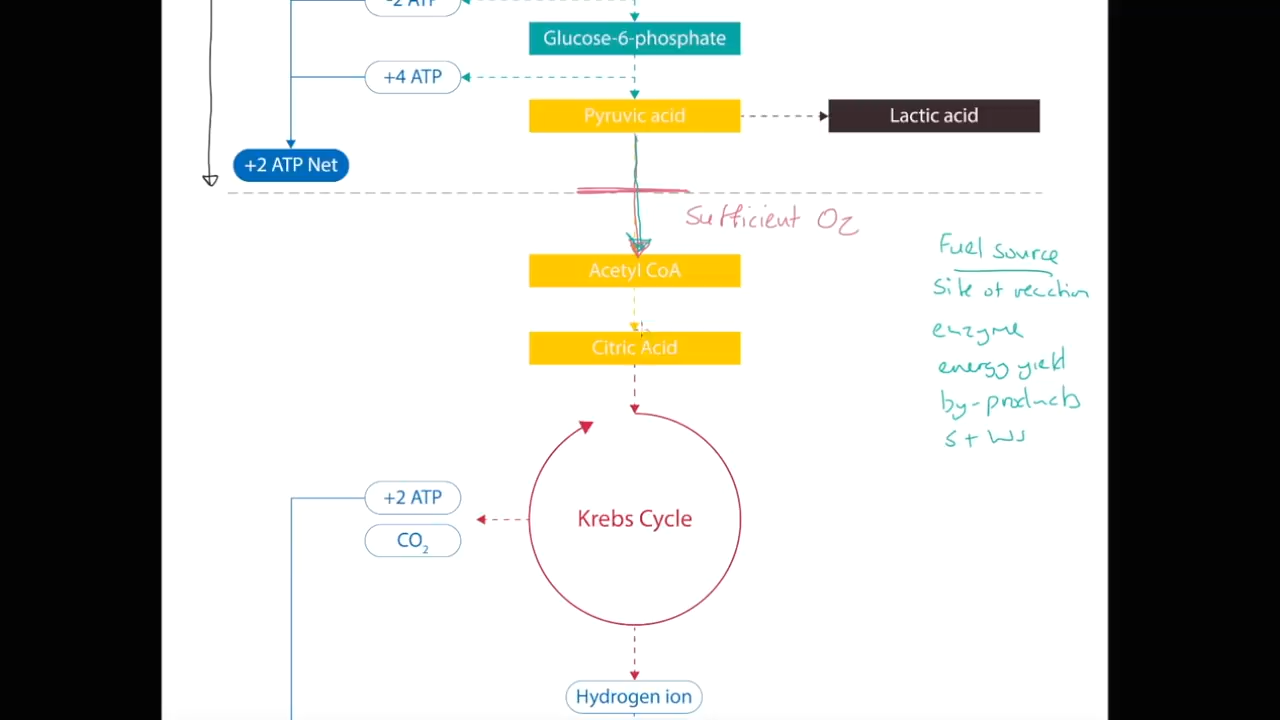 -2 ATP
Glucose-6-phosphate
+4 ATP
Pyruvic acid
Lactic acid
+2 ATP Net
Sufficient O2
Acetyl CoA
Citric Acid
Fuel source
Site of reaction
enzyme
energy yield
by-products
S + WS
+2 ATP
CO2
Krebs Cycle
Hydrogen ion